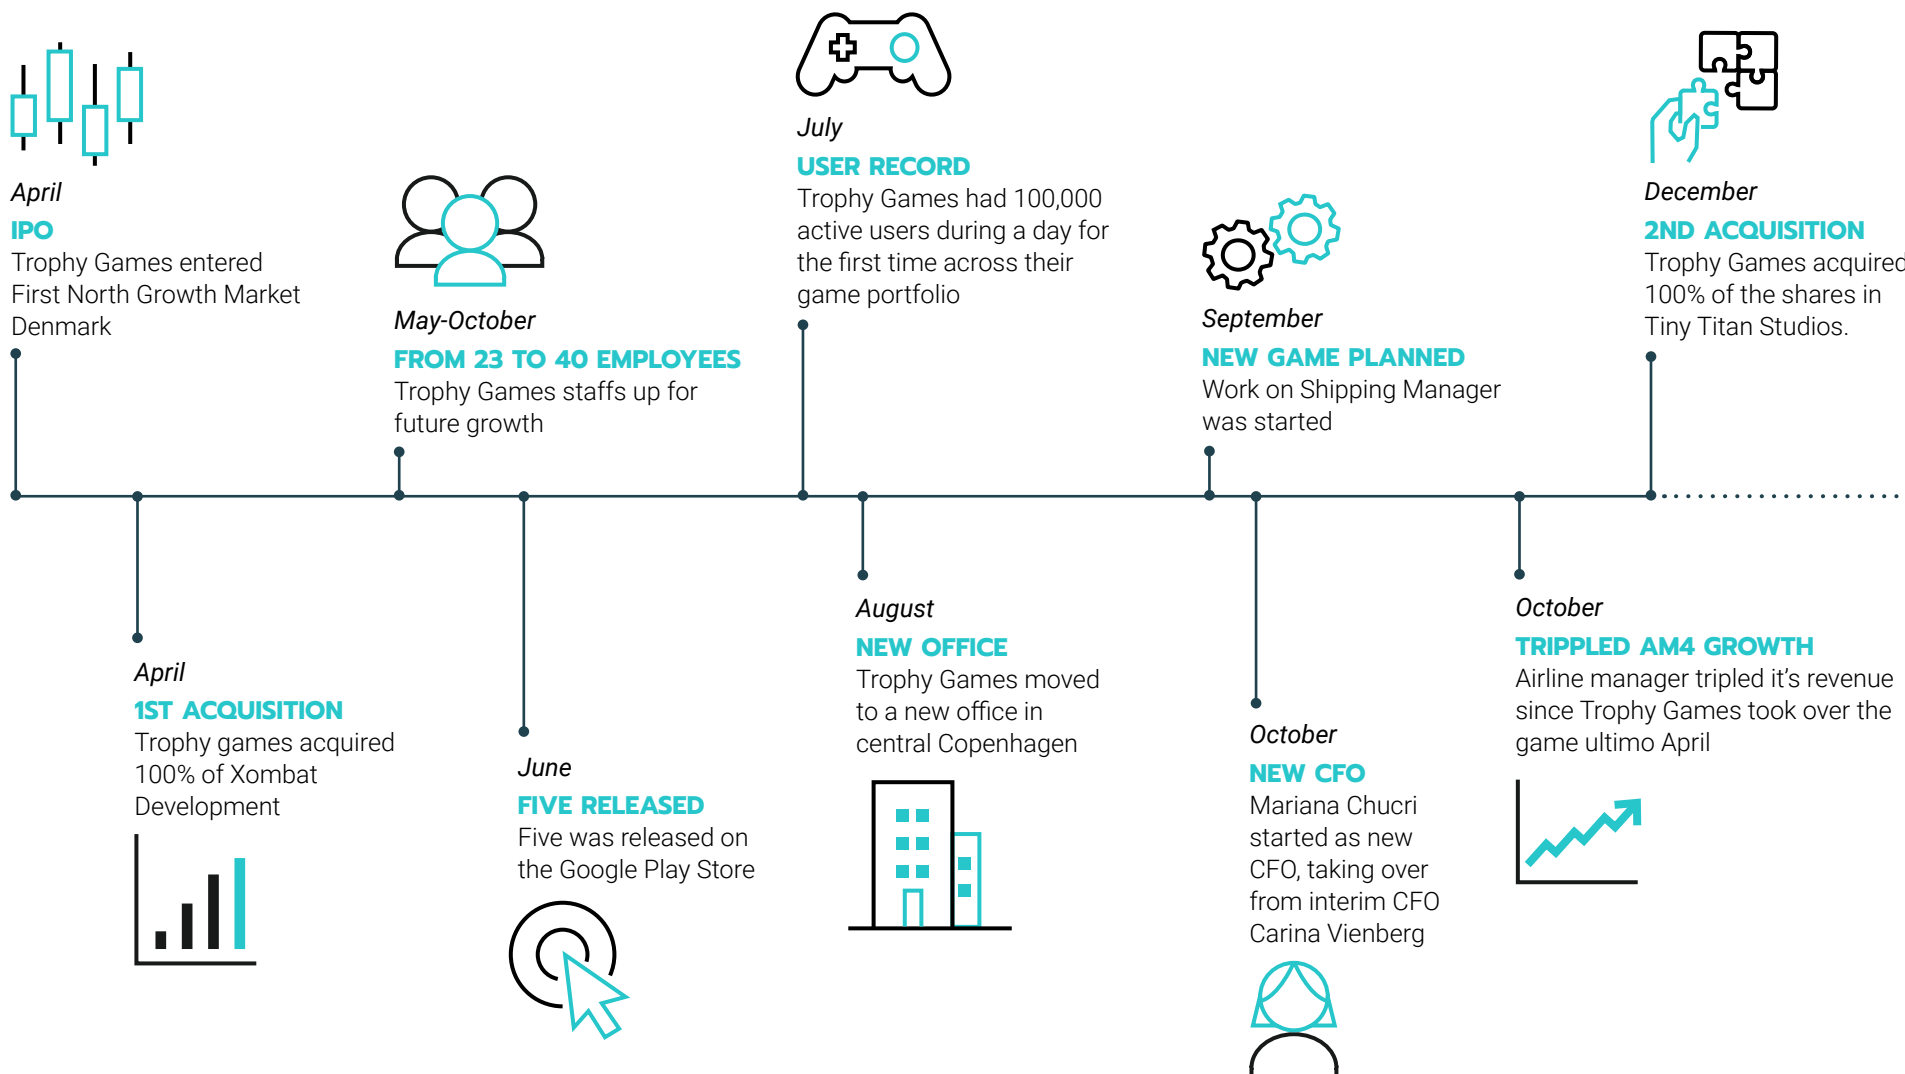 April
IPO
Trophy Games entered
First North Growth Market
Denmark
April
1ST ACQUISITION
Trophy games acquired
100% of Xombat
Development
May-October
FROM 23 TO 40 EMPLOYEES
Trophy Games staffs up for
future growth
June
FIVE RELEASED
Five was released on
the Google Play Store
July
USER RECORD
Trophy Games had 100,000
active users during a day for
the first time across their
game portfolio
August
NEW OFFICE
Trophy Games moved
to a new office in
central Copenhagen
September
NEW GAME PLANNED
Work on Shipping Manager
was started
October
NEW CFO
Mariana Chucri
started as new
CFO, taking over
from interim CFO
Carina Vienberg
October
TRIPPLED AM4 GROWTH
Airline manager tripled it's revenue
since Trophy Games took over the
game ultimo April
December
2ND ACQUISITION
Trophy Games acquired
100% of the shares in
Tiny Titan Studios.